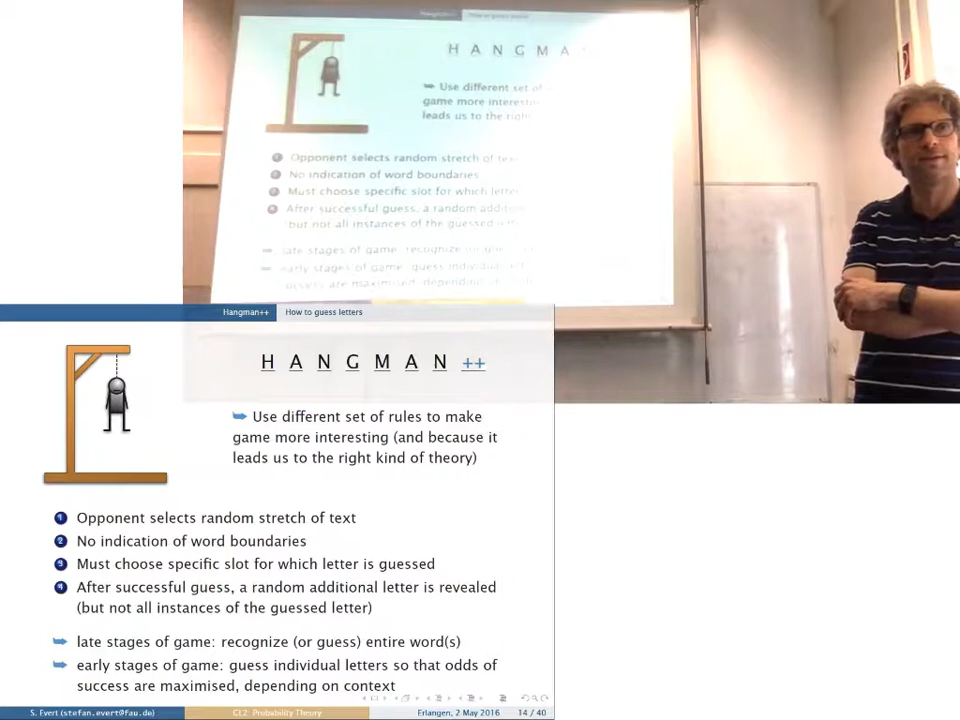 H A N G M A
Use different set of
game more interestin
leads us to the right
Opponent selects random stretch of text
No indication of word boundaries
Must choose specific slot for which letter
After successful guess, a random additio
(but not all instances of the guessed l
late stages of game: recognize (or gue
early stages of game: guess individual l
success are maximised, depending
Hangman++ How to guess letters
H A N G M A N ++
Use different set of rules to make
game more interesting (and because it
leads us to the right kind of theory)
1 Opponent selects random stretch of text
2 No indication of word boundaries
3 Must choose specific slot for which letter is guessed
4 After successful guess, a random additional letter is revealed
(but not all instances of the guessed letter)
late stages of game: recognize (or guess) entire word(s)
early stages of game: guess individual letters so that odds of
success are maximised, depending on context
S. Evert (stefan.evert@fau.de) CL2: Probability Theory Erlangen, 2 May 2016 14 / 40